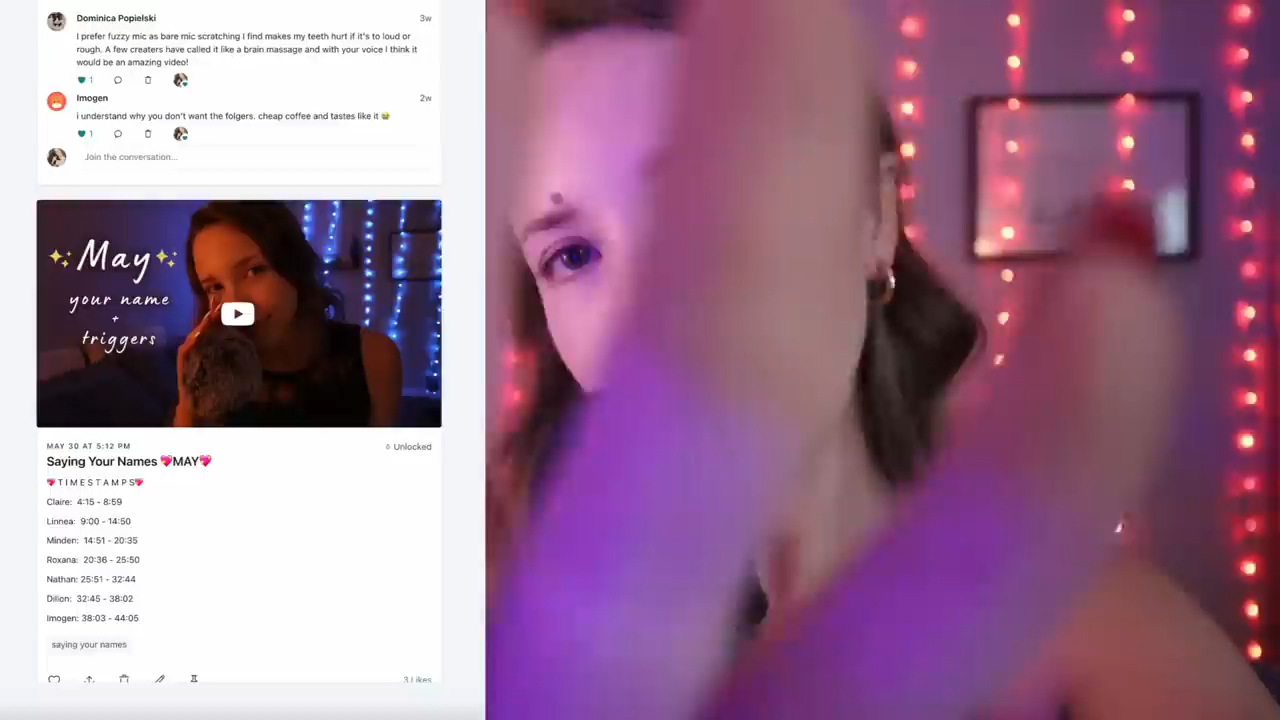 Dominica Popielski
3w
I prefer fuzzy mic as bare mic scratching I find makes my teeth hurt if it's to loud or
rough. A few creaters have called it like a brain massage and with your voice I think it
would be an amazing video!
1
Imogen
2w
i understand why you don't want the folgers. cheap coffee and tastes like it 🤮
1
Join the conversation...
✨May✨
your name
+
triggers
MAY 30 AT 5:12 PM
Unlocked
Saying Your Names 💖MAY💖
💖TIMESTAMPS💖
Claire: 4:15 - 8:59
Linnea: 9:00 - 14:50
Minden: 14:51 - 20:35
Roxana: 20:36 - 25:50
Nathan: 25:51 - 32:44
Dillon: 32:45 - 38:02
Imogen: 38:03 - 44:05
saying your names
3 Likes